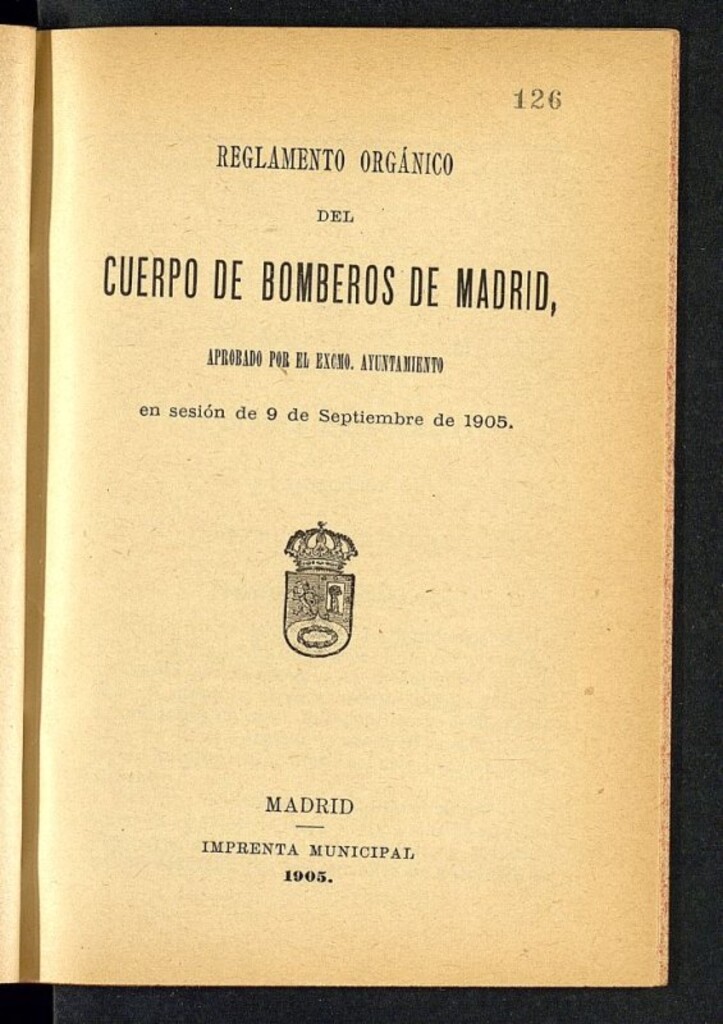 126
REGLAMENTO ORGÁNICO
DEL
CUERPO DE BOMBEROS DE MADRID,
APROBADO POR EL EXCMO. AYUNTAMIENTO
en sesión de 9 de Septiembre de 1905.
MADRID
IMPRENTA MUNICIPAL
1905.